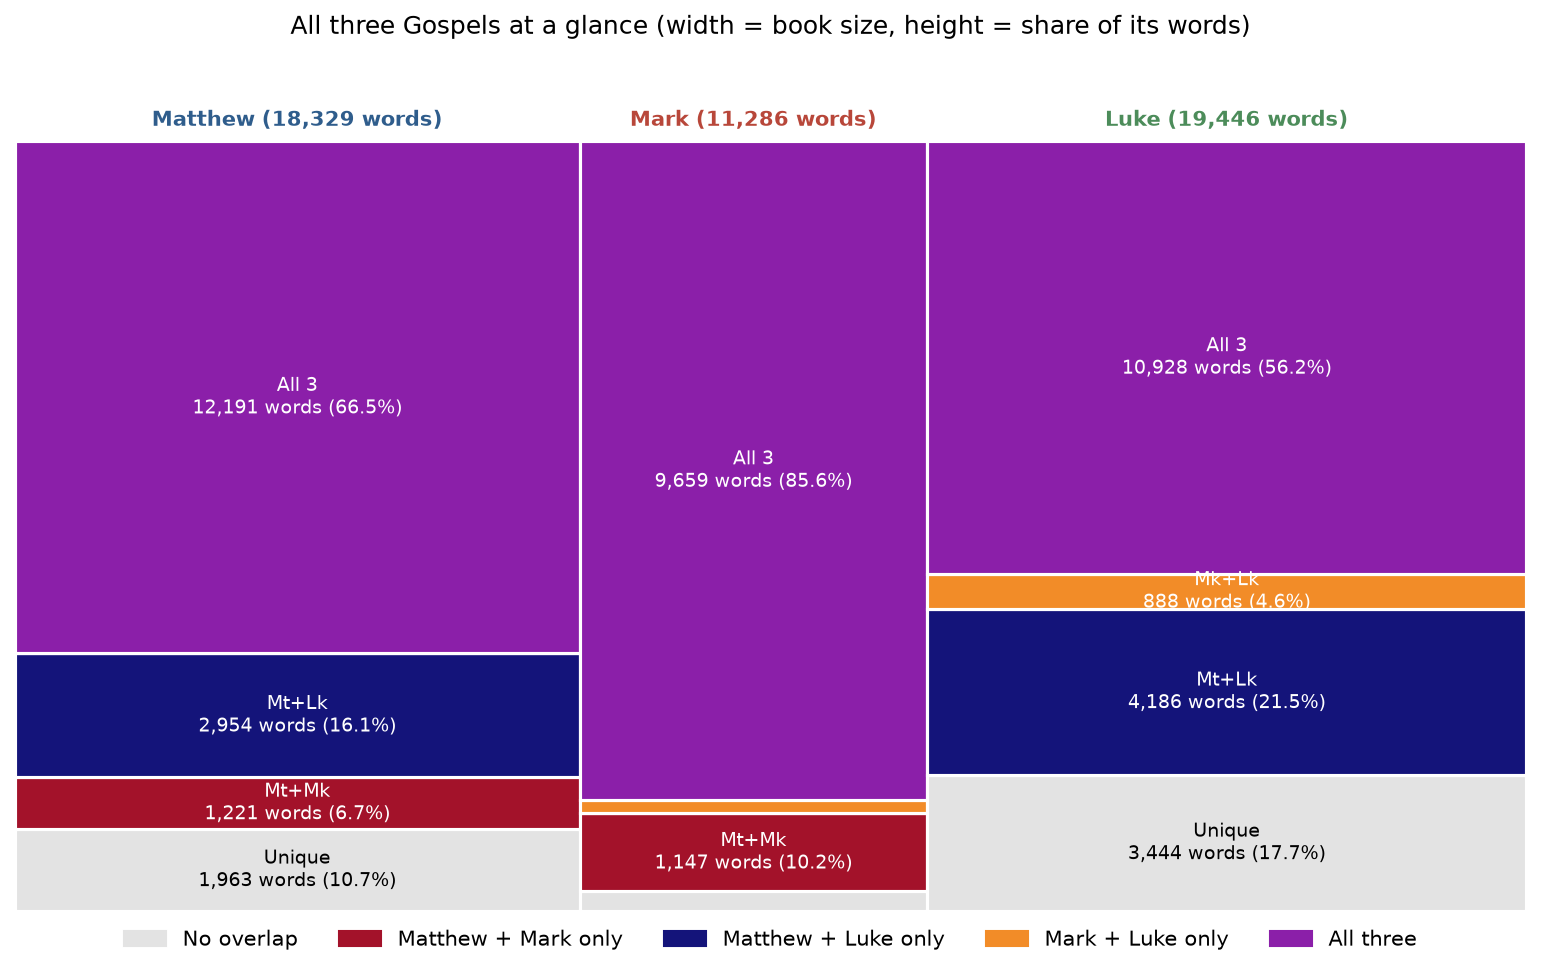 All three Gospels at a glance (width = book size, height = share of its words)
Matthew (18,329 words)
Mark (11,286 words)
Luke (19,446 words)
All 3
12,191 words (66.5%)
Mt+Lk
2,954 words (16.1%)
Mt+Mk
1,221 words (6.7%)
Unique
1,963 words (10.7%)
All 3
9,659 words (85.6%)
Mt+Mk
1,147 words (10.2%)
All 3
10,928 words (56.2%)
Mk+Lk
888 words (4.6%)
Mt+Lk
4,186 words (21.5%)
Unique
3,444 words (17.7%)
No overlap
Matthew + Mark only
Matthew + Luke only
Mark + Luke only
All three